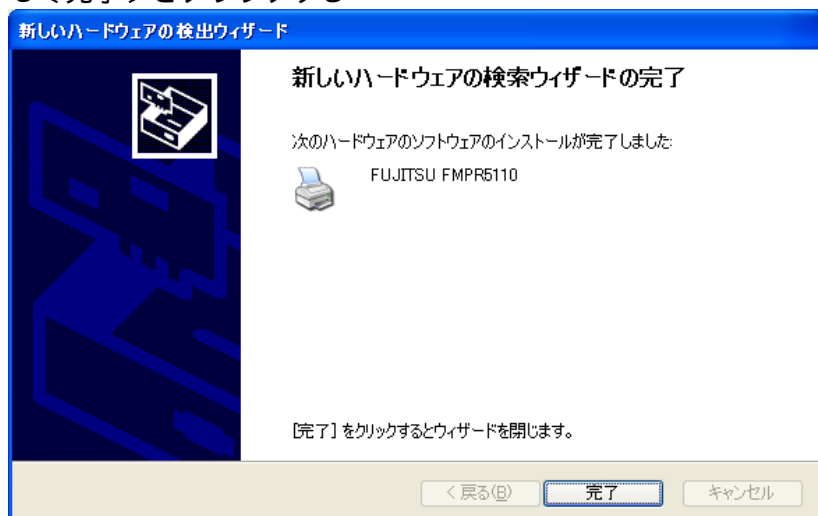 新しいハードウェアの検出ウィザード
新しいハードウェアの検索ウィザードの完了
次のハードウェアのソフトウェアのインストールが完了しました:
FUJITSU FMPR5110
[完了] をクリックするとウィザードを閉じます。
< 戻る(B)
完了
キャンセル